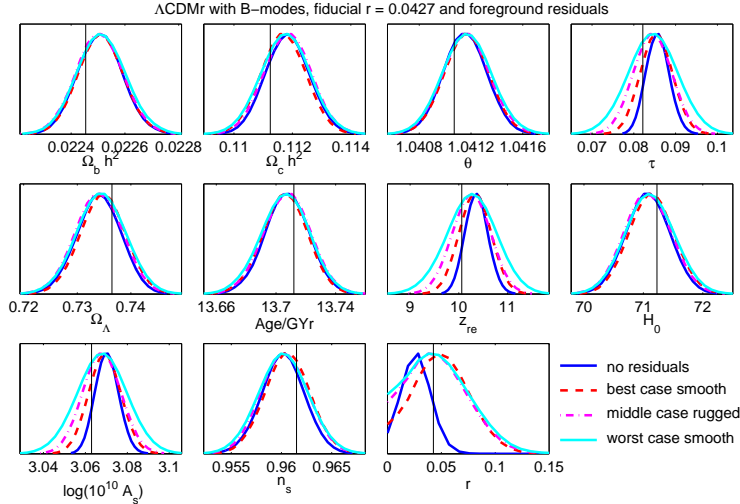 ΛCDMr with B−modes, fiducial r = 0.0427 and foreground residuals
0.0224 0.0226 0.0228
Ω_b h²
0.11 0.112 0.114
Ω_c h²
1.0408 1.0412 1.0416
θ
0.07 0.08 0.09 0.1
τ
0.72 0.73 0.74
Ω_Λ
13.66 13.7 13.74
Age/GYr
9 10 11
z_re
70 71 72
H_0
3.04 3.06 3.08 3.1
log(10¹⁰ A_s)
0.955 0.96 0.965
n_s
0 0.05 0.1 0.15
r
no residuals
best case smooth
middle case rugged
worst case smooth